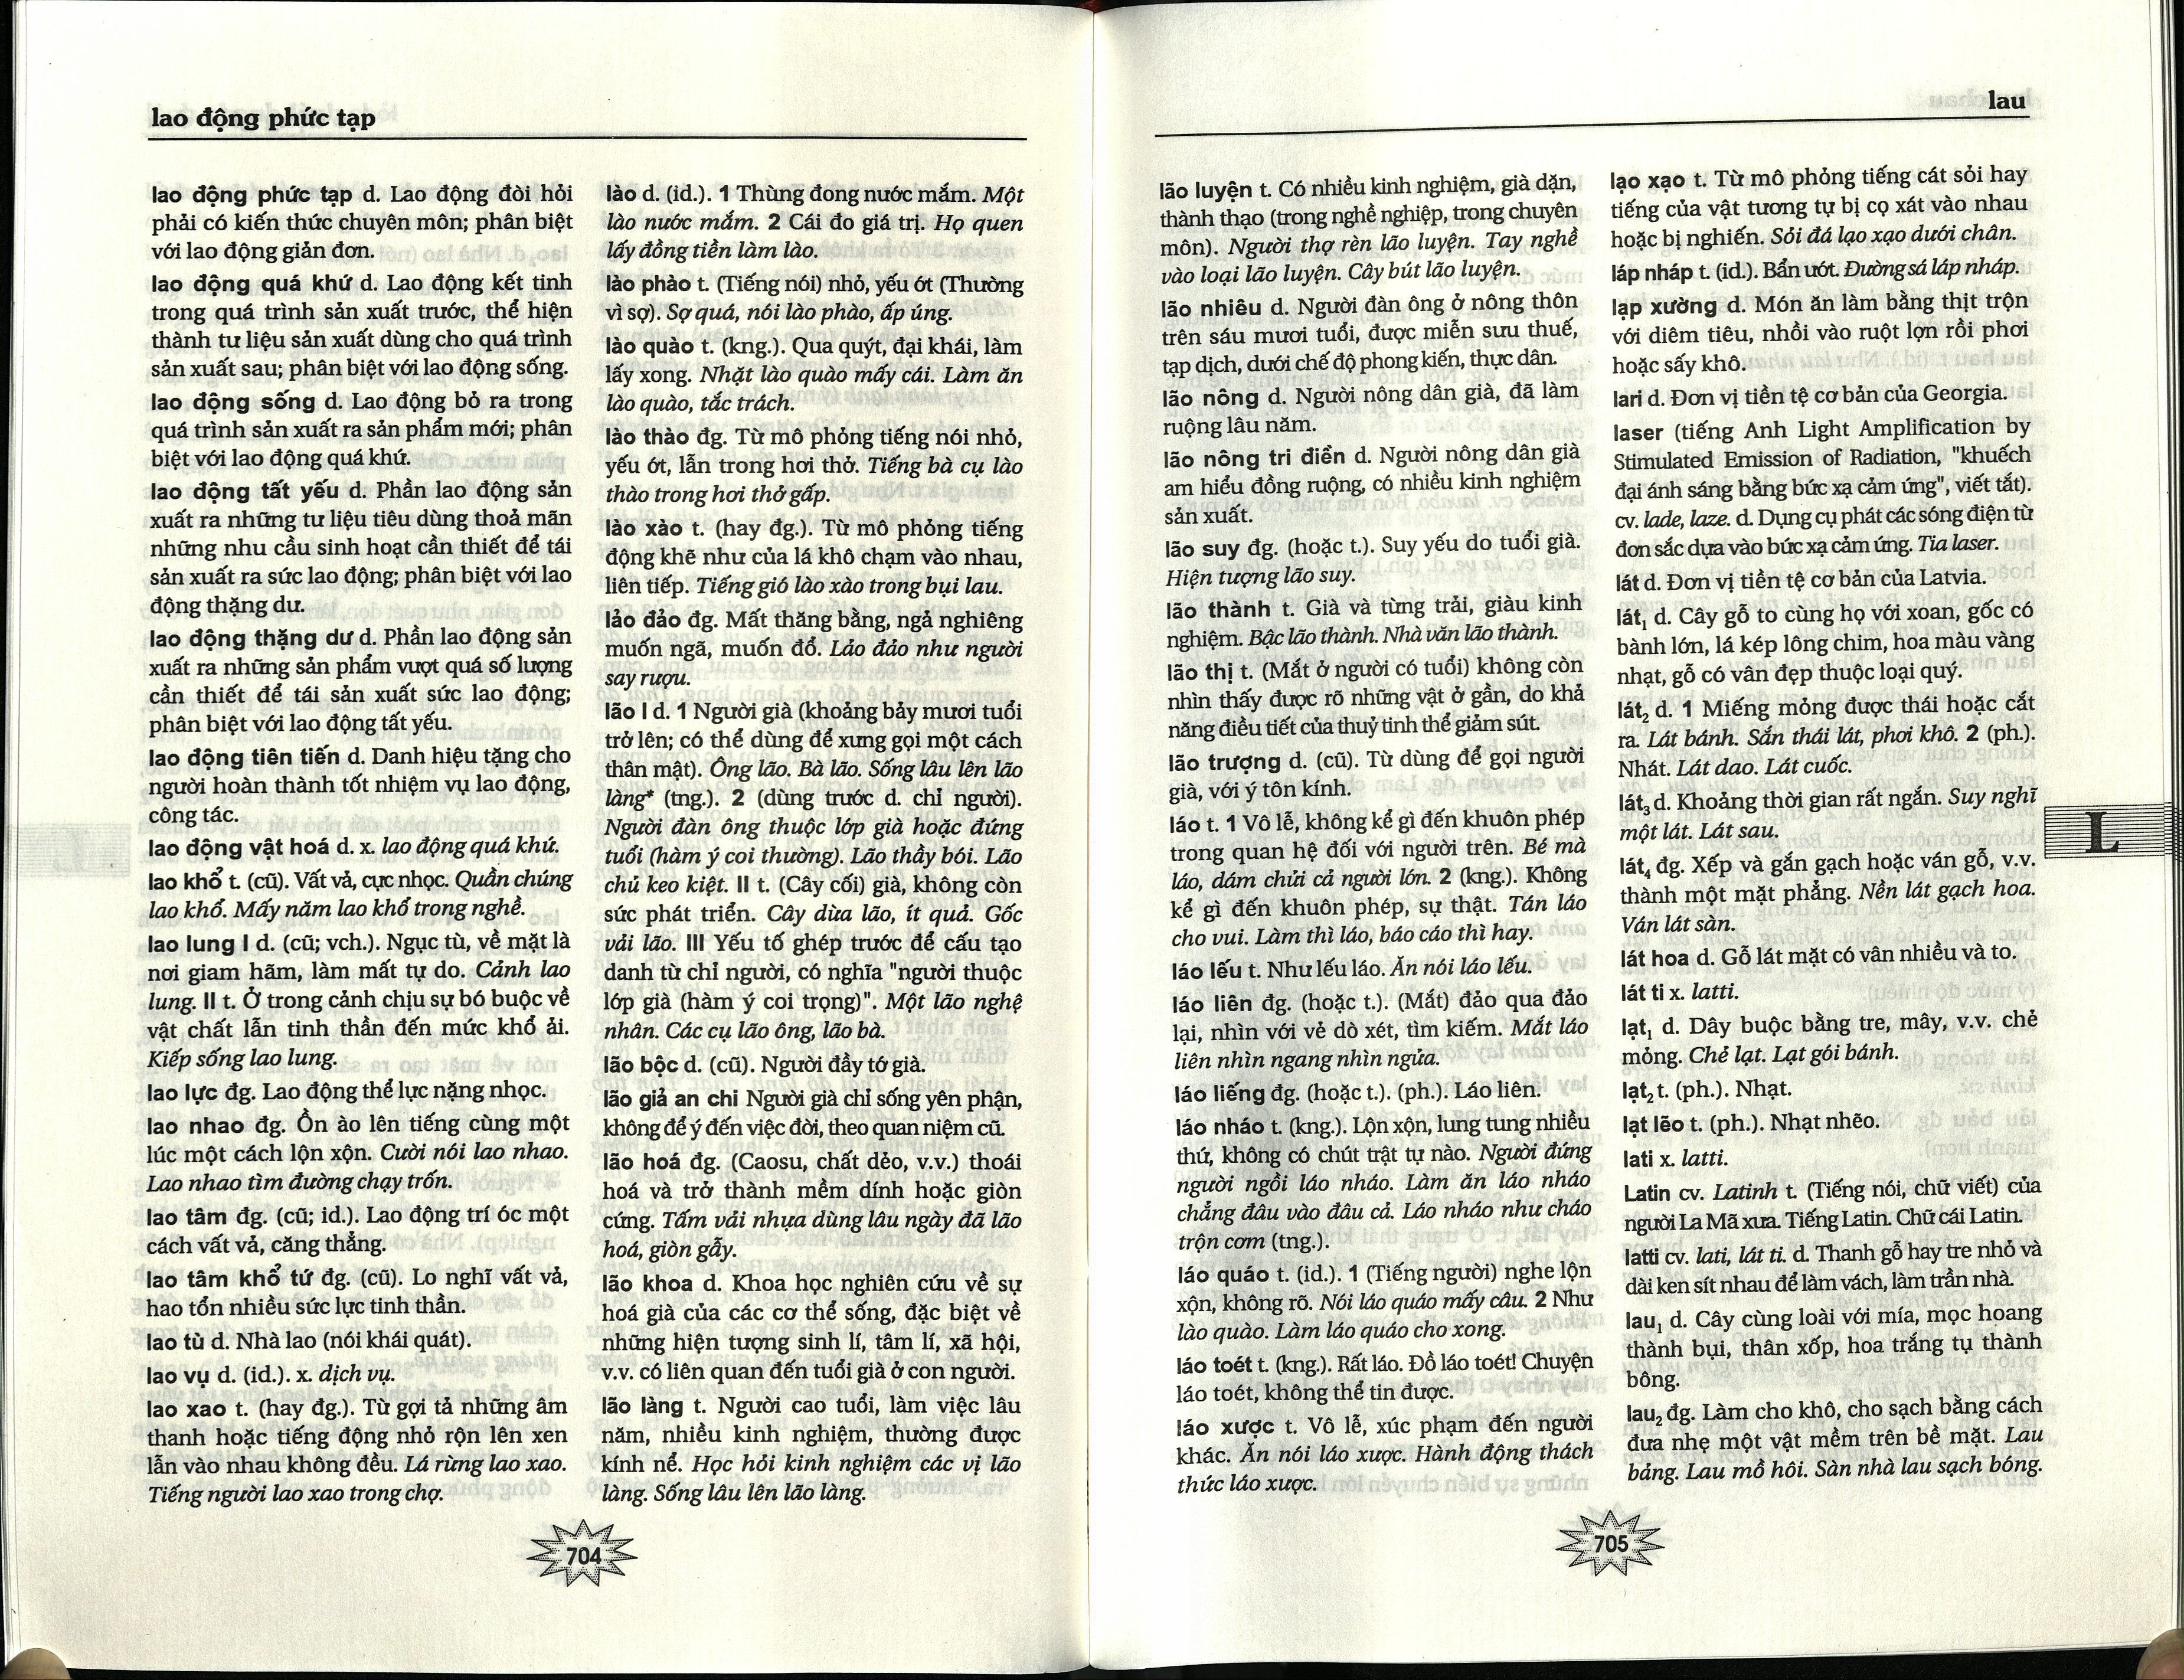 lao động phức tạp
lao động phức tạp d. Lao động đòi hỏi
phải có kiến thức chuyên môn; phân biệt
với lao động giản đơn.
lao động quá khứ d. Lao động kết tinh
trong quá trình sản xuất trước, thể hiện
thành tư liệu sản xuất dùng cho quá trình
sản xuất sau; phân biệt với lao động sống.
lao động sống d. Lao động bỏ ra trong
quá trình sản xuất ra sản phẩm mới; phân
biệt với lao động quá khứ.
lao động tất yếu d. Phần lao động sản
xuất ra những tư liệu tiêu dùng thoả mãn
những nhu cầu sinh hoạt cần thiết để tái
sản xuất ra sức lao động; phân biệt với lao
động thặng dư.
lao động thặng dư d. Phần lao động sản
xuất ra những sản phẩm vượt quá số lượng
cần thiết để tái sản xuất sức lao động;
phân biệt với lao động tất yếu.
lao động tiên tiến d. Danh hiệu tặng cho
người hoàn thành tốt nhiệm vụ lao động,
công tác.
lao động vật hoá d. x. lao động quá khứ.
lao khổ t. (cũ). Vất vả, cực nhọc. Quần chúng
lao khổ. Mấy năm lao khổ trong nghề.
lao lung I d. (cũ; vch.). Ngục tù, về mặt là
nơi giam hãm, làm mất tự do. Cảnh lao
lung. II t. Ở trong cảnh chịu sự bó buộc về
vật chất lẫn tinh thần đến mức khổ ải.
Kiếp sống lao lung.
lao lực đg. Lao động thể lực nặng nhọc.
lao nhao đg. Ồn ào lên tiếng cùng một
lúc một cách lộn xộn. Cười nói lao nhao.
Lao nhao tìm đường chạy trốn.
lao tâm đg. (cũ; id.). Lao động trí óc một
cách vất vả, căng thẳng.
lao tâm khổ tứ đg. (cũ). Lo nghĩ vất vả,
hao tổn nhiều sức lực tinh thần.
lao tù d. Nhà lao (nói khái quát).
lao vụ d. (id.). x. dịch vụ.
lao xao t. (hay đg.). Từ gợi tả những âm
thanh hoặc tiếng động nhỏ rộn lên xen
lẫn vào nhau không đều. Lá rừng lao xao.
Tiếng người lao xao trong chợ.
lào d. (id.). 1 Thùng đong nước mắm. Một
lào nước mắm. 2 Cái đo giá trị. Họ quen
lấy đồng tiền làm lào.
lào phào t. (Tiếng nói) nhỏ, yếu ớt (Thường
vì sợ). Sợ quá, nói lào phào, ấp úng.
lào quào t. (kng.). Qua quýt, đại khái, làm
lấy xong. Nhặt lào quào mấy cái. Làm ăn
lào quào, tắc trách.
lào thào đg. Từ mô phỏng tiếng nói nhỏ,
yếu ớt, lẫn trong hơi thở. Tiếng bà cụ lào
thào trong hơi thở gấp.
lào xào t. (hay đg.). Từ mô phỏng tiếng
động khẽ như của lá khô chạm vào nhau,
liên tiếp. Tiếng gió lào xào trong bụi lau.
lảo đảo đg. Mất thăng bằng, ngả nghiêng
muốn ngã, muốn đổ. Lảo đảo như người
say rượu.
lão I d. 1 Người già (khoảng bảy mươi tuổi
trở lên; có thể dùng để xưng gọi một cách
thân mật). Ông lão. Bà lão. Sống lâu lên lão
làng* (tng.). 2 (dùng trước d. chỉ người).
Người đàn ông thuộc lớp già hoặc đứng
tuổi (hàm ý coi thường). Lão thầy bói. Lão
chủ keo kiệt. II t. (Cây cối) già, không còn
sức phát triển. Cây dừa lão, ít quả. Gốc
vải lão. III Yếu tố ghép trước để cấu tạo
danh từ chỉ người, có nghĩa "người thuộc
lớp già (hàm ý coi trọng)". Một lão nghệ
nhân. Các cụ lão ông, lão bà.
lão bộc d. (cũ). Người đầy tớ già.
lão giả an chi Người già chỉ sống yên phận,
không để ý đến việc đời, theo quan niệm cũ.
lão hoá đg. (Caosu, chất dẻo, v.v.) thoái
hoá và trở thành mềm dính hoặc giòn
cứng. Tấm vải nhựa dùng lâu ngày đã lão
hoá, giòn gẫy.
lão khoa d. Khoa học nghiên cứu về sự
hoá già của các cơ thể sống, đặc biệt về
những hiện tượng sinh lí, tâm lí, xã hội,
v.v. có liên quan đến tuổi già ở con người.
lão làng t. Người cao tuổi, làm việc lâu
năm, nhiều kinh nghiệm, thường được
kính nể. Học hỏi kinh nghiệm các vị lão
làng. Sống lâu lên lão làng.
704
lau
lão luyện t. Có nhiều kinh nghiệm, già dặn,
thành thạo (trong nghề nghiệp, trong chuyên
môn). Người thợ rèn lão luyện. Tay nghề
vào loại lão luyện. Cây bút lão luyện.
lão nhiêu d. Người đàn ông ở nông thôn
trên sáu mươi tuổi, được miễn sưu thuế,
tạp dịch, dưới chế độ phong kiến, thực dân.
lão nông d. Người nông dân già, đã làm
ruộng lâu năm.
lão nông tri điền d. Người nông dân già
am hiểu đồng ruộng, có nhiều kinh nghiệm
sản xuất.
lão suy đg. (hoặc t.). Suy yếu do tuổi già.
Hiện tượng lão suy.
lão thành t. Già và từng trải, giàu kinh
nghiệm. Bậc lão thành. Nhà văn lão thành.
lão thị t. (Mắt ở người có tuổi) không còn
nhìn thấy được rõ những vật ở gần, do khả
năng điều tiết của thuỷ tinh thể giảm sút.
lão trượng d. (cũ). Từ dùng để gọi người
già, với ý tôn kính.
láo t. 1 Vô lễ, không kể gì đến khuôn phép
trong quan hệ đối với người trên. Bé mà
láo, dám chửi cả người lớn. 2 (kng.). Không
kể gì đến khuôn phép, sự thật. Tán láo
cho vui. Làm thì láo, báo cáo thì hay.
láo lếu t. Như lếu láo. Ăn nói láo lếu.
láo liên đg. (hoặc t.). (Mắt) đảo qua đảo
lại, nhìn với vẻ dò xét, tìm kiếm. Mắt láo
liên nhìn ngang nhìn ngửa.
láo liếng đg. (hoặc t.). (ph.). Láo liên.
láo nháo t. (kng.). Lộn xộn, lung tung nhiều
thứ, không có chút trật tự nào. Người đứng
người ngồi láo nháo. Làm ăn láo nháo
chẳng đâu vào đâu cả. Láo nháo như cháo
trộn cơm (tng.).
láo quáo t. (id.). 1 (Tiếng người) nghe lộn
xộn, không rõ. Nói láo quáo mấy câu. 2 Như
lào quào. Làm láo quáo cho xong.
láo toét t. (kng.). Rất láo. Đồ láo toét! Chuyện
láo toét, không thể tin được.
láo xược t. Vô lễ, xúc phạm đến người
khác. Ăn nói láo xược. Hành động thách
thức láo xược.
lạo xạo t. Từ mô phỏng tiếng cát sỏi hay
tiếng của vật tương tự bị cọ xát vào nhau
hoặc bị nghiến. Sỏi đá lạo xạo dưới chân.
láp nháp t. (id.). Bẩn ướt. Đường sá láp nháp.
lạp xường d. Món ăn làm bằng thịt trộn
với diêm tiêu, nhồi vào ruột lợn rồi phơi
hoặc sấy khô.
lari d. Đơn vị tiền tệ cơ bản của Georgia.
laser (tiếng Anh Light Amplification by
Stimulated Emission of Radiation, "khuếch
đại ánh sáng bằng bức xạ cảm ứng", viết tắt).
cv. lade, laze. d. Dụng cụ phát các sóng điện từ
đơn sắc dựa vào bức xạ cảm ứng. Tia laser.
lát d. Đơn vị tiền tệ cơ bản của Latvia.
lát₁ d. Cây gỗ to cùng họ với xoan, gốc có
bành lớn, lá kép lông chim, hoa màu vàng
nhạt, gỗ có vân đẹp thuộc loại quý.
lát₂ d. 1 Miếng mỏng được thái hoặc cắt
ra. Lát bánh. Sắn thái lát, phơi khô. 2 (ph.).
Nhát. Lát dao. Lát cuốc.
lát₃ d. Khoảng thời gian rất ngắn. Suy nghĩ
một lát. Lát sau.
lát₄ đg. Xếp và gắn gạch hoặc ván gỗ, v.v.
thành một mặt phẳng. Nền lát gạch hoa.
Ván lát sàn.
lát hoa d. Gỗ lát mặt có vân nhiều và to.
lát ti x. latti.
lạt₁ d. Dây buộc bằng tre, mây, v.v. chẻ
mỏng. Chẻ lạt. Lạt gói bánh.
lạt₂ t. (ph.). Nhạt.
lạt lẽo t. (ph.). Nhạt nhẽo.
lati x. latti.
Latin cv. Latinh t. (Tiếng nói, chữ viết) của
người La Mã xưa. Tiếng Latin. Chữ cái Latin.
latti cv. lati, lát ti. d. Thanh gỗ hay tre nhỏ và
dài ken sít nhau để làm vách, làm trần nhà.
lau₁ d. Cây cùng loài với mía, mọc hoang
thành bụi, thân xốp, hoa trắng tụ thành
bông.
lau₂ đg. Làm cho khô, cho sạch bằng cách
đưa nhẹ một vật mềm trên bề mặt. Lau
bảng. Lau mồ hôi. Sàn nhà lau sạch bóng.
L
705